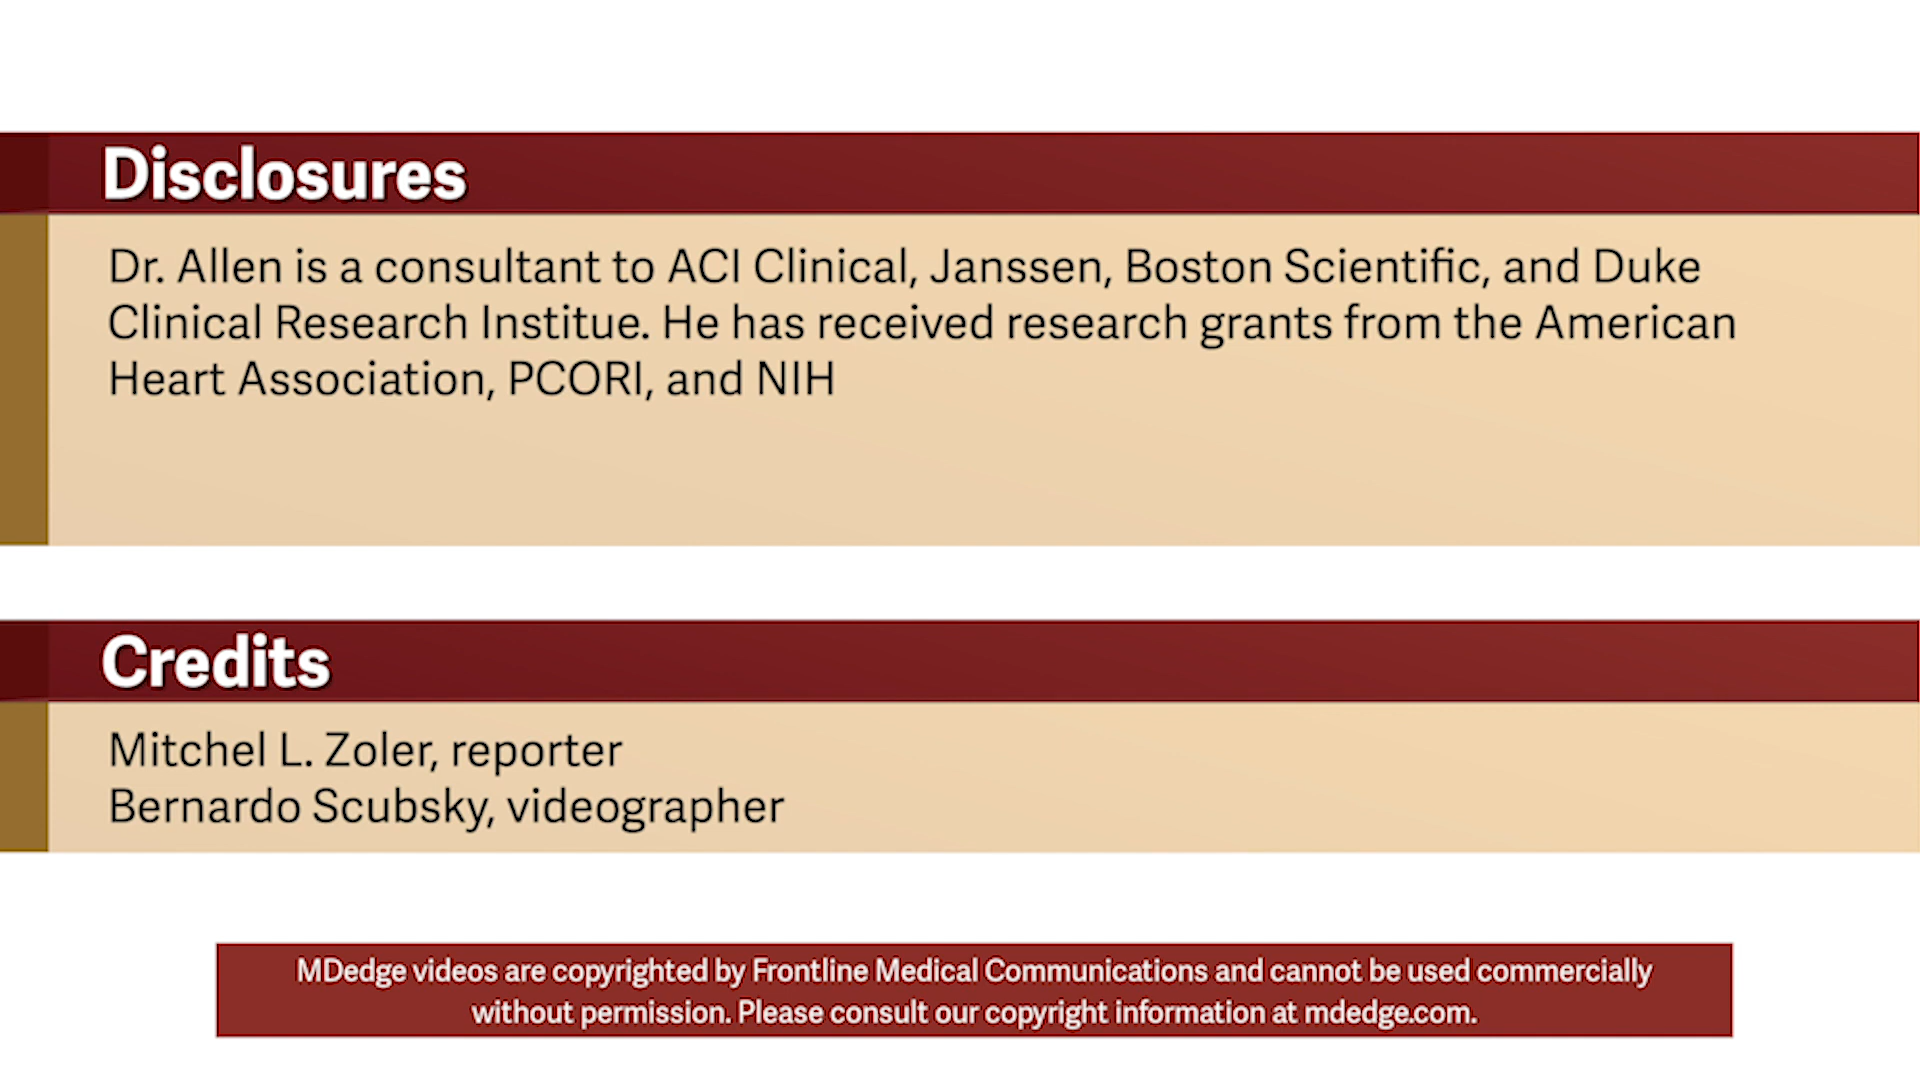 Disclosures
Dr. Allen is a consultant to ACI Clinical, Janssen, Boston Scientific, and Duke
Clinical Research Institue. He has received research grants from the American
Heart Association, PCORI, and NIH
Credits
Mitchel L. Zoler, reporter
Bernardo Scubsky, videographer
MDedge videos are copyrighted by Frontline Medical Communications and cannot be used commercially
without permission. Please consult our copyright information at mdedge.com.